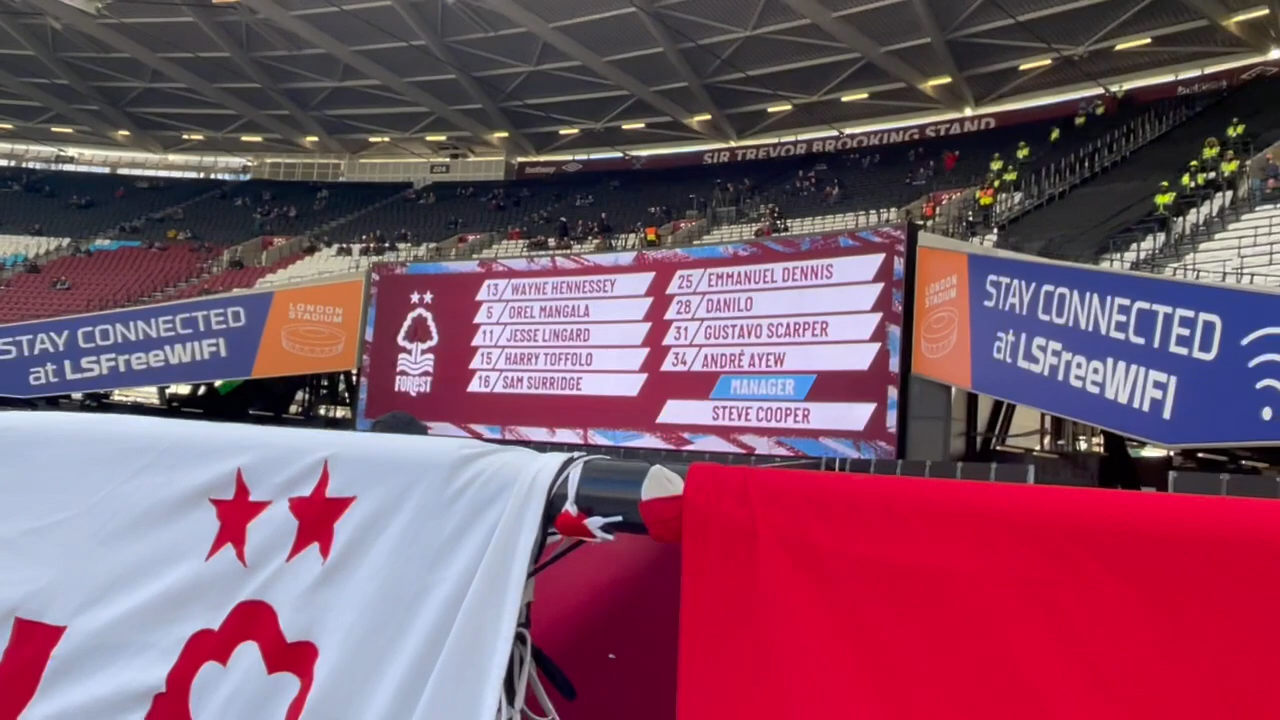 224
betway
SIR TREVOR BROOKING STAND
STAY CONNECTED
at LSFreeWIFI
LONDON
STADIUM
FOREST
13 / WAYNE HENNESSEY
5 / OREL MANGALA
11 / JESSE LINGARD
15 / HARRY TOFFOLO
16 / SAM SURRIDGE
25 / EMMANUEL DENNIS
28 / DANILO
31 / GUSTAVO SCARPER
34 / ANDRÉ AYEW
MANAGER
STEVE COOPER
LONDON
STADIUM
STAY CONNECTED
at LSFreeWIFI